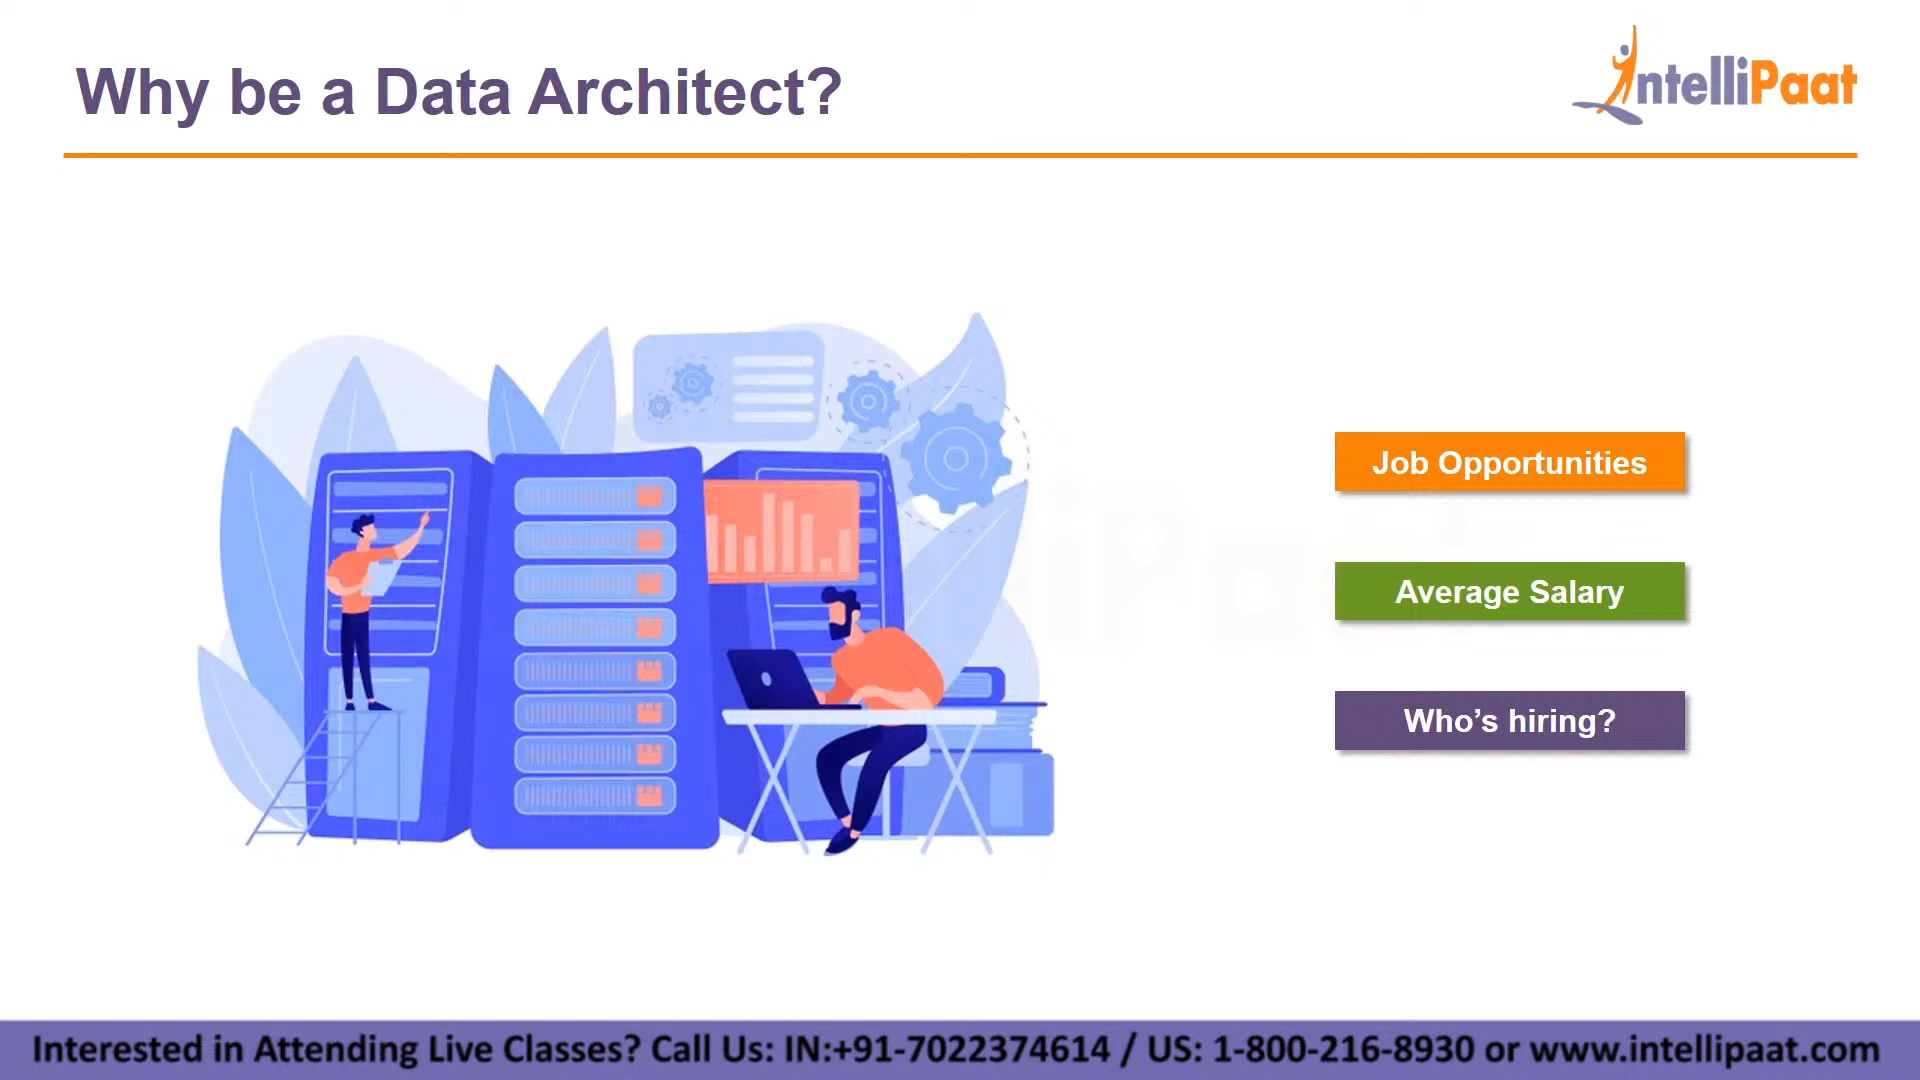 Why be a Data Architect?
IntelliPaat
Job Opportunities
Average Salary
Who’s hiring?
Interested in Attending Live Classes? Call Us: IN:+91-7022374614 / US: 1-800-216-8930 or www.intellipaat.com